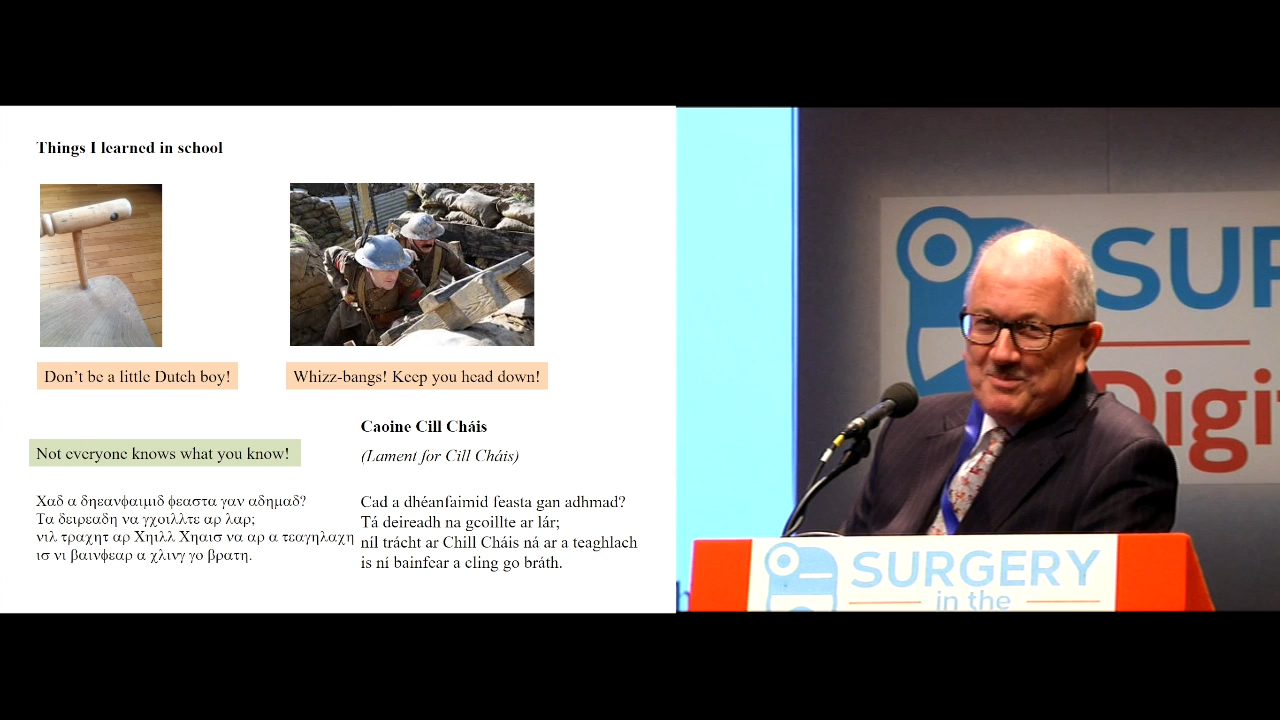 Things I learned in school
Don't be a little Dutch boy!
Whizz-bangs! Keep you head down!
Caoine Cill Cháis
(Lament for Cill Cháis)
Not everyone knows what you know!
Χαδ α δηεανφαιμιδ φεαστα γαν αδημαδ?
Τα δειρεαδη να γχοιλλτε αρ λαρ;
νιλ τραχητ αρ Χηιλλ Χηαισ να αρ α τεαγηλαχη
ισ νι βαινφεαρ α χλινγ γο βρατη.
Cad a dhéanfaimid feasta gan adhmad?
Tá deireadh na gcoillte ar lár;
níl trácht ar Chill Cháis ná ar a teaghlach
is ní bainfear a cling go bráth.
SUR
Digi
SURGERY
in the